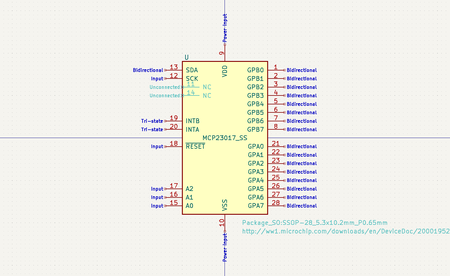 Power Input
9
U
VDD
Bidirectional 13 SDA GPB0 1 Bidirectional
Input 12 SCK GPB1 2 Bidirectional
Unconnected 11 NC GPB2 3 Bidirectional
Unconnected 14 NC GPB3 4 Bidirectional
GPB4 5 Bidirectional
GPB5 6 Bidirectional
Tri-state 19 INTB GPB6 7 Bidirectional
Tri-state 20 INTA GPB7 8 Bidirectional
MCP23017_SS
Input 18 RESET GPA0 21 Bidirectional
GPA1 22 Bidirectional
GPA2 23 Bidirectional
GPA3 24 Bidirectional
GPA4 25 Bidirectional
Input 17 A2 GPA5 26 Bidirectional
Input 16 A1 GPA6 27 Bidirectional
Input 15 A0 GPA7 28 Bidirectional
VSS
10
Power Input
Package_SO:SSOP-28_5.3x10.2mm_P0.65mm
http://ww1.microchip.com/downloads/en/DeviceDoc/20001952